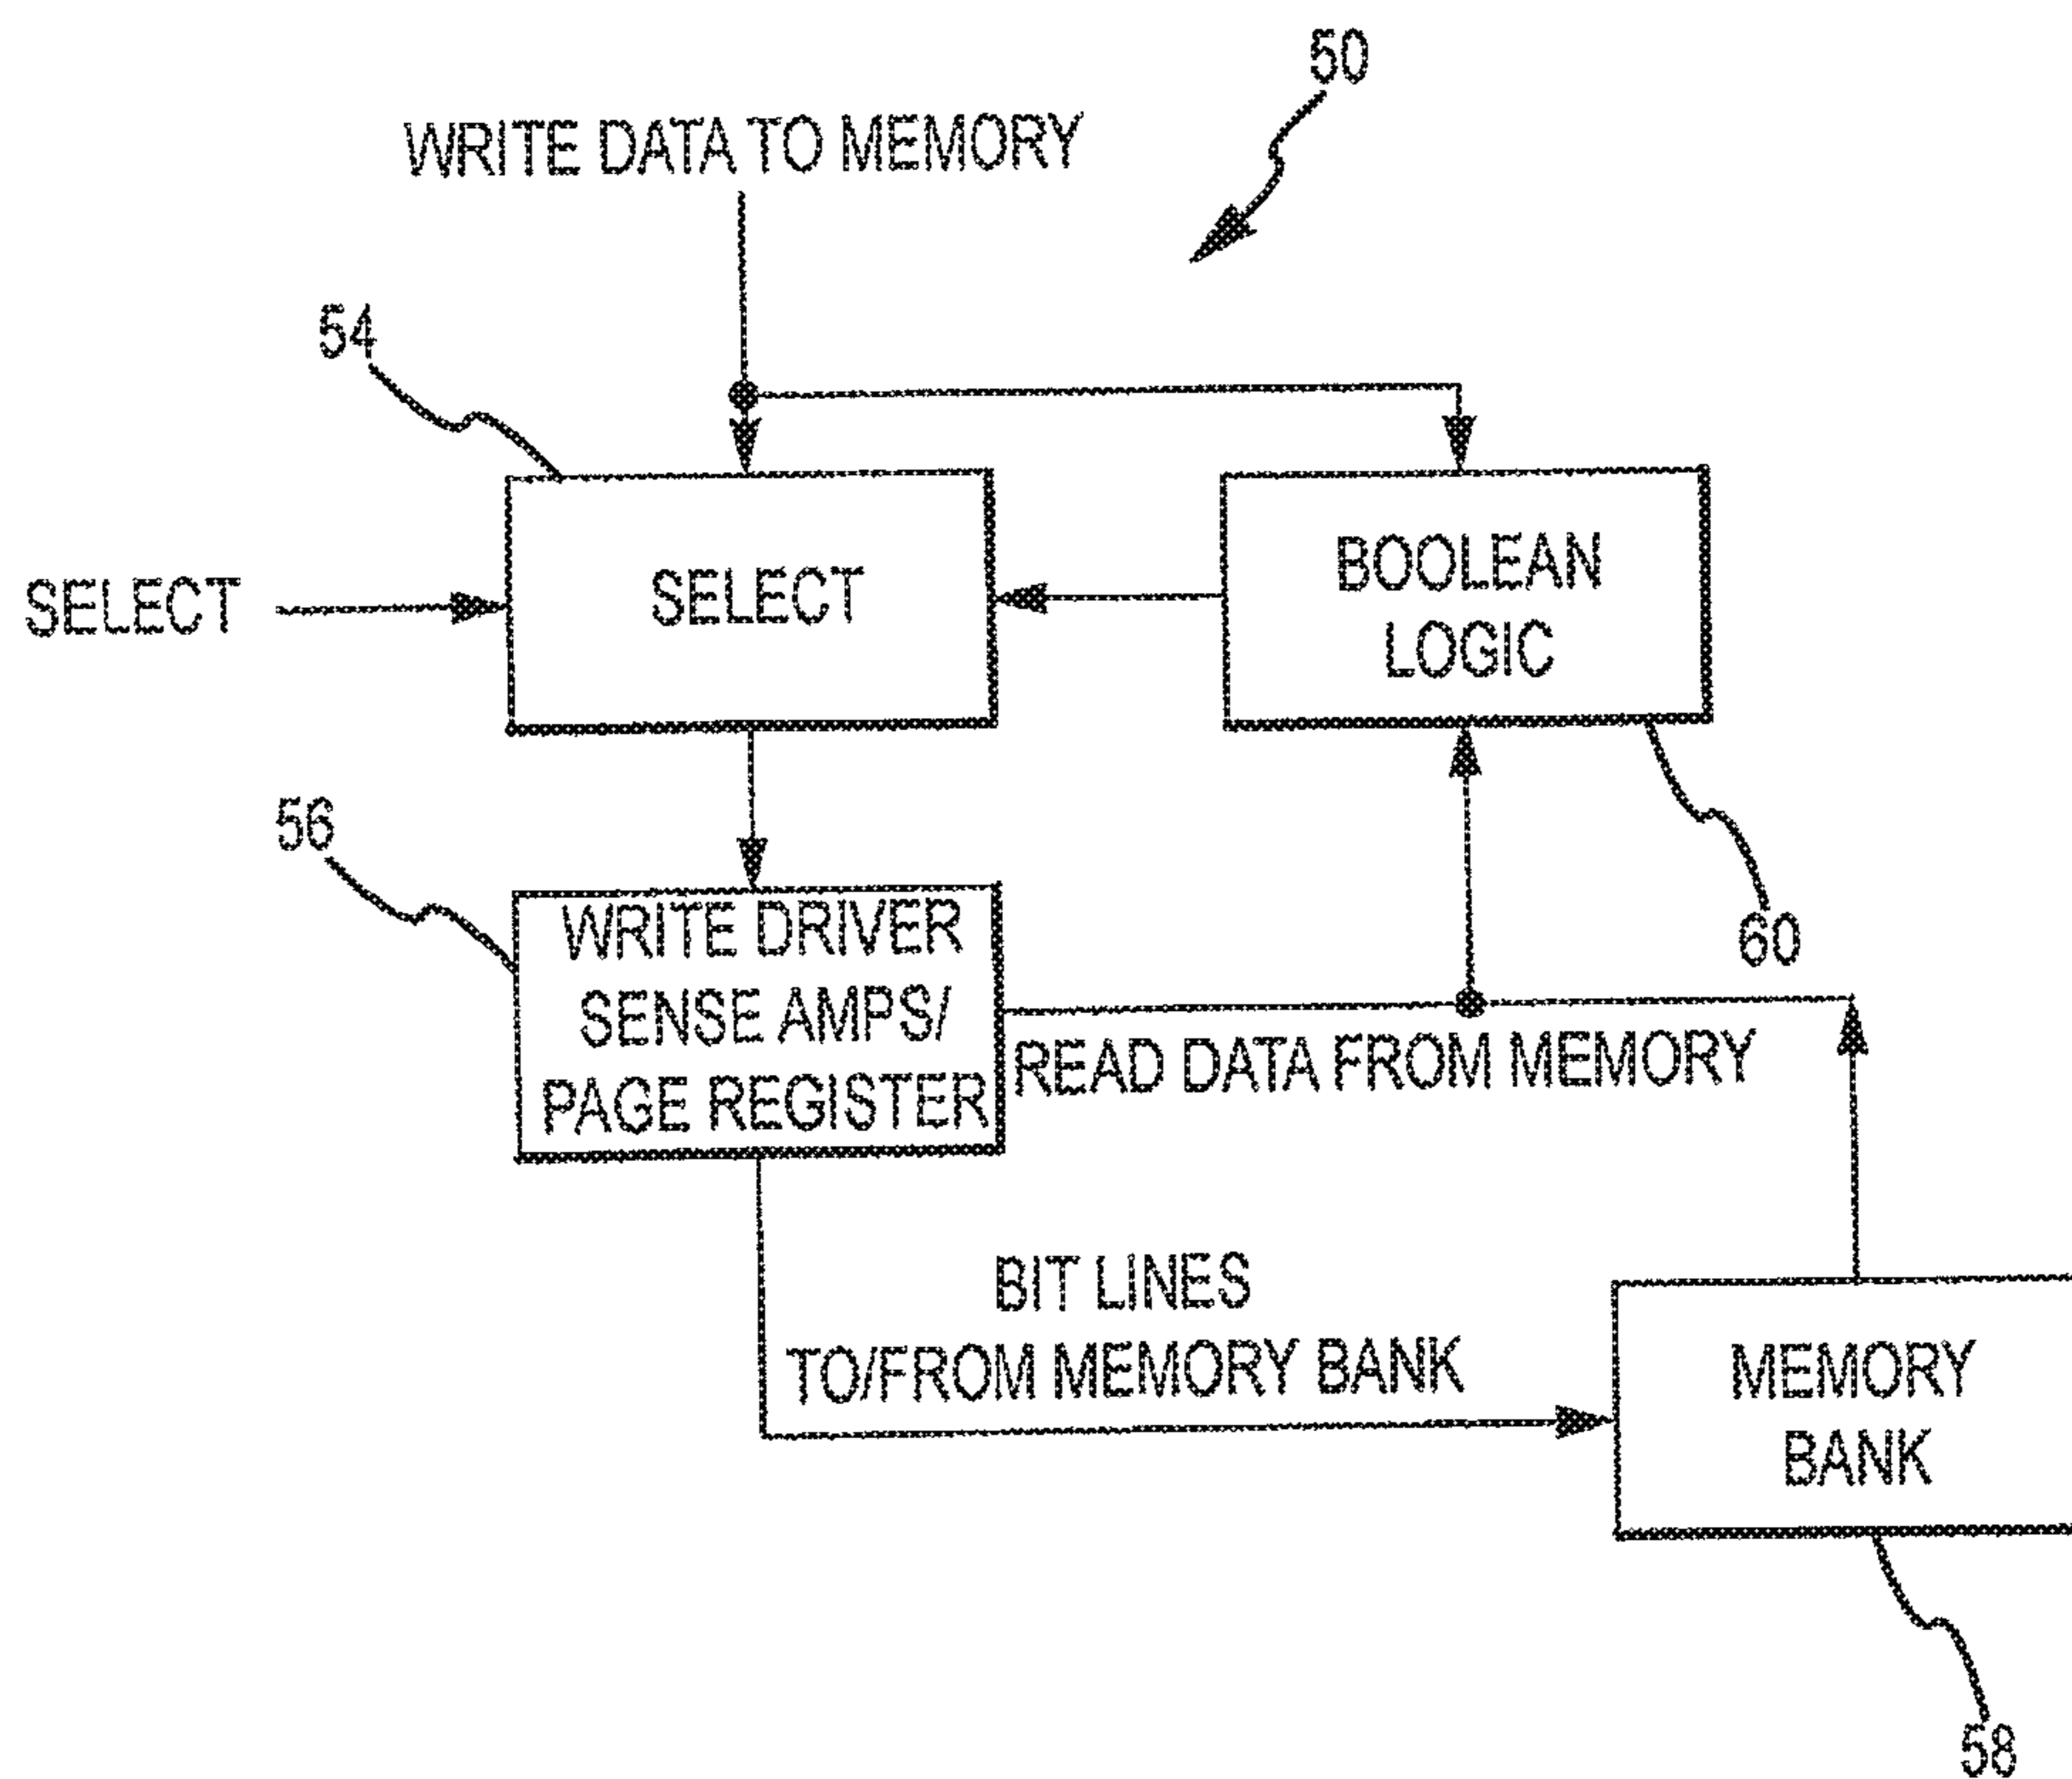 50
WRITE DATA TO MEMORY
54
SELECT
SELECT
BOOLEAN
LOGIC
56
WRITE DRIVER
SENSE AMPS/
PAGE REGISTER
60
READ DATA FROM MEMORY
BIT LINES
TO/FROM MEMORY BANK
MEMORY
BANK
58